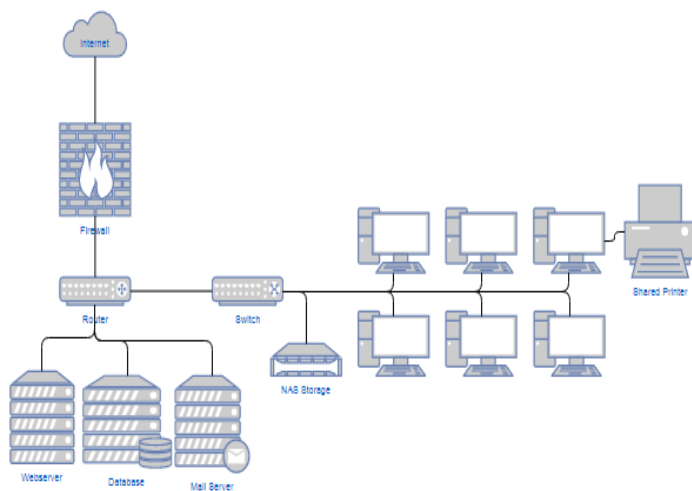 Internet
Firewall
Router
Switch
Shared Printer
NAS Storage
Webserver
Database
Mail Server